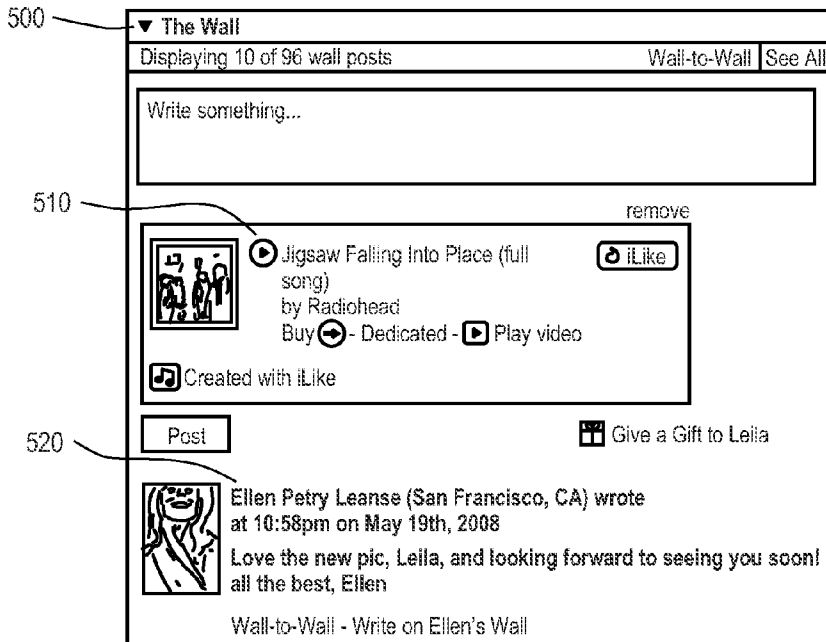 500
▼ The Wall
Displaying 10 of 96 wall posts Wall-to-Wall See All
Write something...
510
remove
Jigsaw Falling Into Place (full iLike
song)
by Radiohead
Buy - Dedicated - Play video
Created with iLike
Post Give a Gift to Leila
520
Ellen Petry Leanse (San Francisco, CA) wrote
at 10:58pm on May 19th, 2008
Love the new pic, Leila, and looking forward to seeing you soon!
all the best, Ellen
Wall-to-Wall - Write on Ellen's Wall